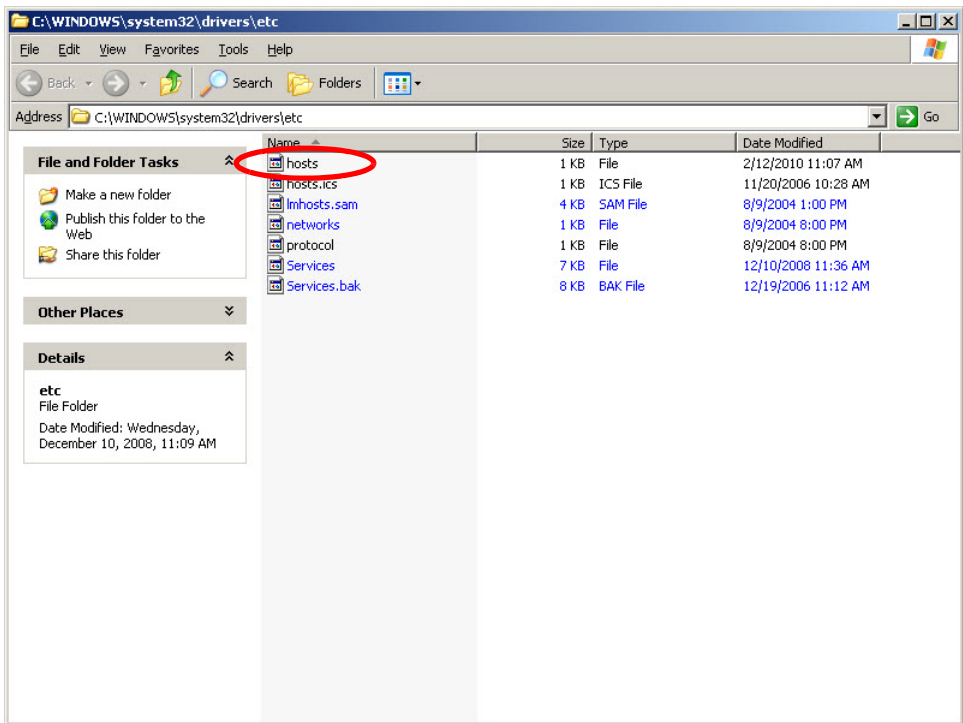 C:\WINDOWS\system32\drivers\etc
File Edit View Favorites Tools Help
Back Search Folders
Address C:\WINDOWS\system32\drivers\etc Go
File and Folder Tasks
Make a new folder
Publish this folder to the
Web
Share this folder
Other Places
Details
etc
File Folder
Date Modified: Wednesday,
December 10, 2008, 11:09 AM
Name Size Type Date Modified
hosts 1 KB File 2/12/2010 11:07 AM
hosts.ics 1 KB ICS File 11/20/2006 10:28 AM
lmhosts.sam 4 KB SAM File 8/9/2004 1:00 PM
networks 1 KB File 8/9/2004 8:00 PM
protocol 1 KB File 8/9/2004 8:00 PM
Services 7 KB File 12/10/2008 11:36 AM
Services.bak 8 KB BAK File 12/19/2006 11:12 AM